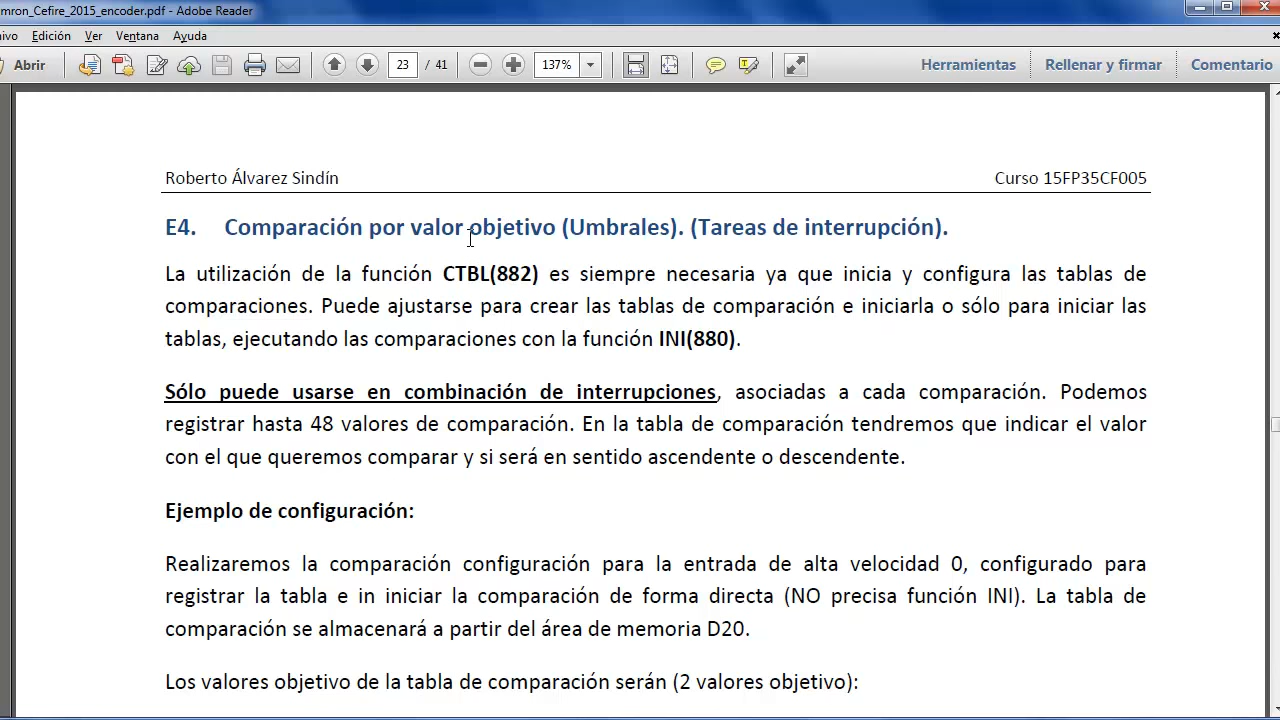 mron_Cefire_2015_encoder.pdf - Adobe Reader
ivo Edición Ver Ventana Ayuda
Abrir 23 / 41 137% Herramientas Rellenar y firmar Comentario
Roberto Álvarez Sindín Curso 15FP35CF005
E4. Comparación por valor objetivo (Umbrales). (Tareas de interrupción).
La utilización de la función CTBL(882) es siempre necesaria ya que inicia y configura las tablas de
comparaciones. Puede ajustarse para crear las tablas de comparación e iniciarla o sólo para iniciar las
tablas, ejecutando las comparaciones con la función INI(880).
Sólo puede usarse en combinación de interrupciones, asociadas a cada comparación. Podemos
registrar hasta 48 valores de comparación. En la tabla de comparación tendremos que indicar el valor
con el que queremos comparar y si será en sentido ascendente o descendente.
Ejemplo de configuración:
Realizaremos la comparación configuración para la entrada de alta velocidad 0, configurado para
registrar la tabla e in iniciar la comparación de forma directa (NO precisa función INI). La tabla de
comparación se almacenará a partir del área de memoria D20.
Los valores objetivo de la tabla de comparación serán (2 valores objetivo):